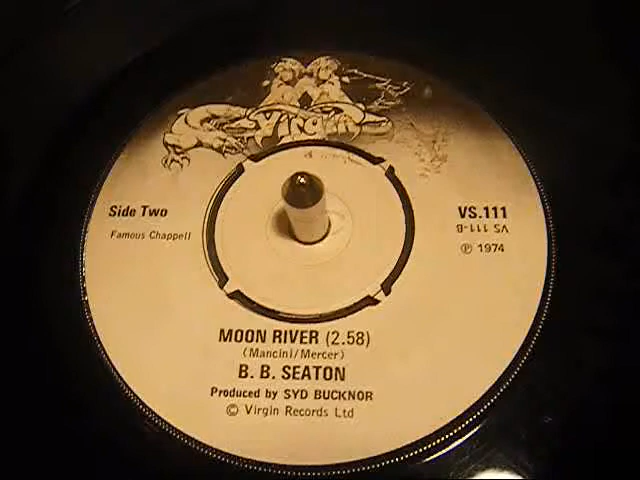 Virgin
Side Two
Famous Chappell
VS.111
VS 111-B
℗ 1974
MOON RIVER (2.58)
(Mancini/Mercer)
B. B. SEATON
Produced by SYD BUCKNOR
© Virgin Records Ltd